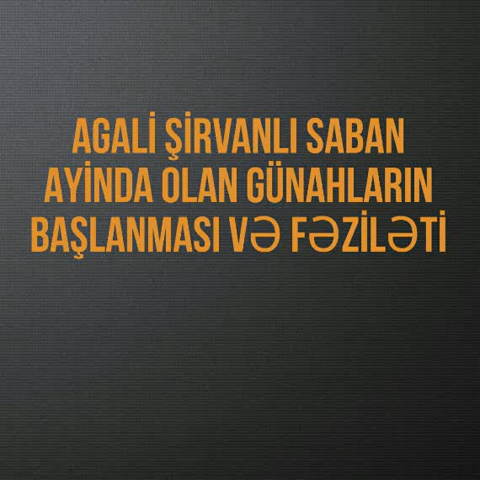 AGALİ ŞİRVANLI SABAN
AYİNDA OLAN GÜNAHLARIN
BAŞLANMASI VƏ FƏZİLƏTİ